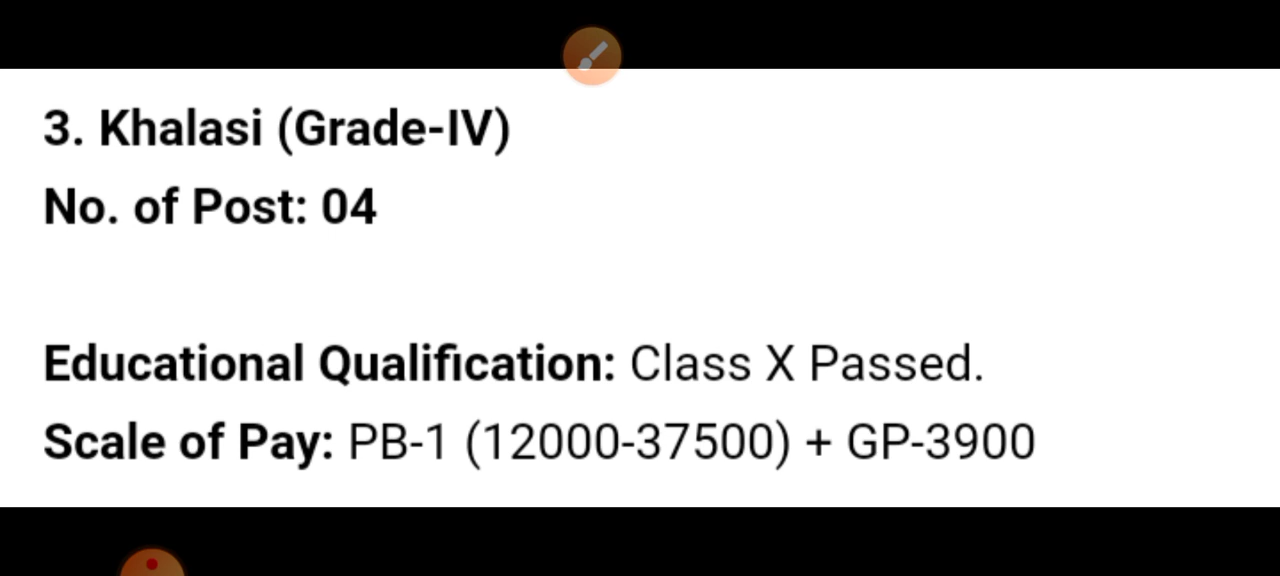 3. Khalasi (Grade-IV)
No. of Post: 04
Educational Qualification: Class X Passed.
Scale of Pay: PB-1 (12000-37500) + GP-3900